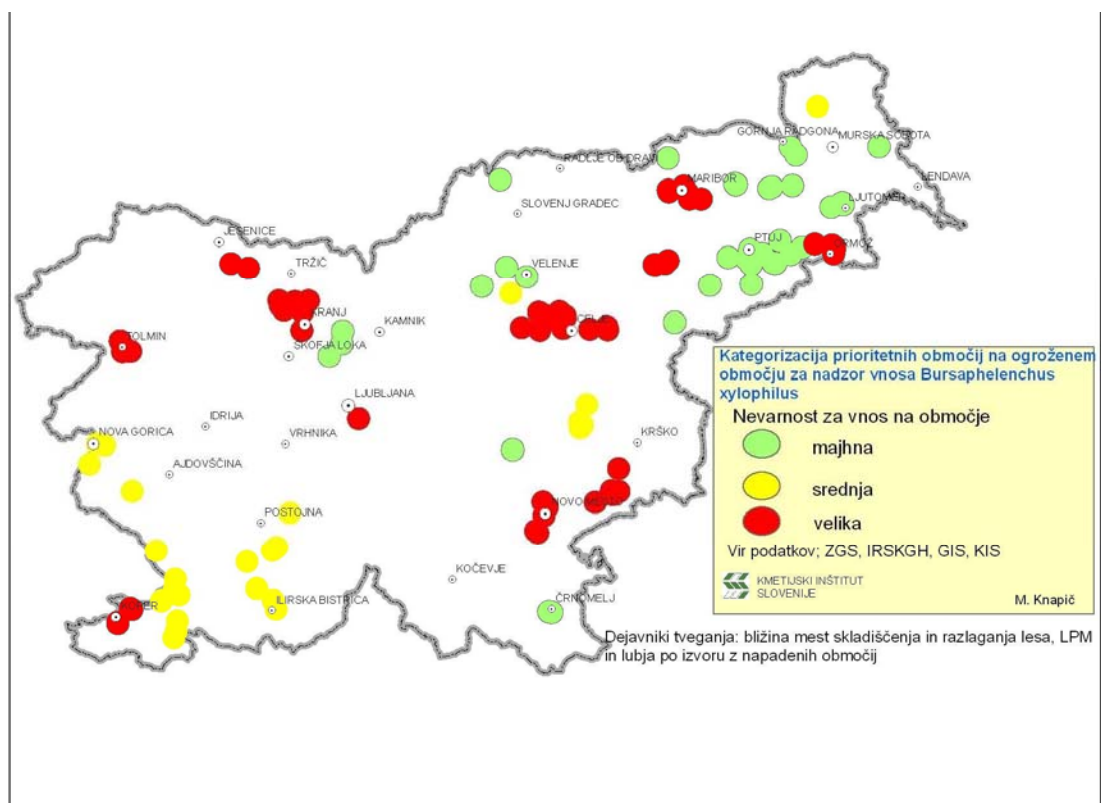 GORNJA RADGONA
MURSKA SOBOTA
RADLJE OB DRAVI
MARIBOR
LENDAVA
SLOVENJ GRADEC
LJUTOMER
JESENICE
PTUJ
ORMOŽ
TRŽIČ
VELENJE
KRANJ
KAMNIK
CELJE
TOLMIN
ŠKOFJA LOKA
LJUBLJANA
IDRIJA
NOVA GORICA
VRHNIKA
KRŠKO
AJDOVŠČINA
NOVO MESTO
POSTOJNA
KOČEVJE
ČRNOMELJ
ILIRSKA BISTRICA
KOPER
Kategorizacija prioritetnih območij na ogroženem
območju za nadzor vnosa Bursaphelenchus
xylophilus
Nevarnost za vnos na območje
majhna
srednja
velika
Vir podatkov; ZGS, IRSKGH, GIS, KIS
KMETIJSKI INŠTITUT
SLOVENIJE
M. Knapič
Dejavniki tveganja: bližina mest skladiščenja in razlaganja lesa, LPM
in lubja po izvoru z napadenih območij